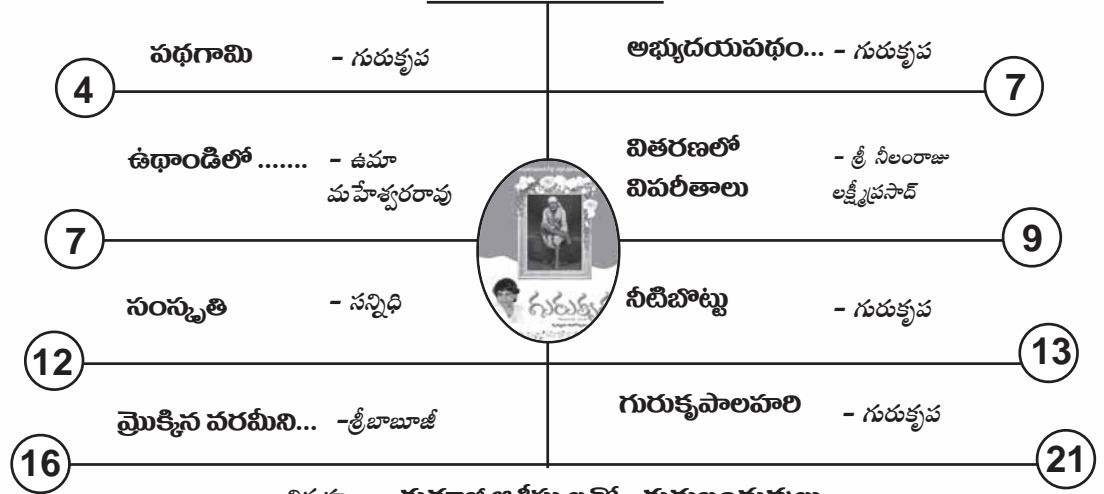 పథగామి – గురుకృప
4
అభ్యుదయపథం... – గురుకృప
7
ఉథాండిలో ....... – ఉమా
మహేశ్వరరావు
7
వితరణలో – శ్రీ నీలంరాజు
విపరీతాలు లక్ష్మీప్రసాద్
9
సంస్కృతి – సన్నిధి
12
నీటిబొట్టు – గురుకృప
13
మ్రొక్కిన వరమీని... –శ్రీబాబూజీ
16
గురుకృపాలహరి – గురుకృప
21
గురుకృప